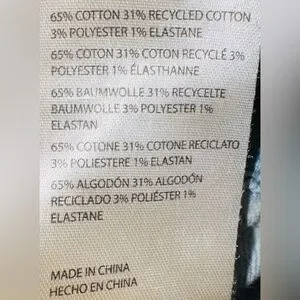 65% COTTON 31% RECYCLED COTTON
3% POLYESTER 1% ELASTANE
65% COTON 31% COTON RECYCLÉ 3%
POLYESTER 1% ÉLASTHANNE
65% BAUMWOLLE 31% RECYCELTE
BAUMWOLLE 3% POLYESTER 1%
ELASTAN
65% COTONE 31% COTONE RECICLATO
3% POLIESTERE 1% ELASTAN
65% ALGODÓN 31% ALGODÓN
RECICLADO 3% POLIÉSTER 1%
ELASTANE
MADE IN CHINA
HECHO EN CHINA